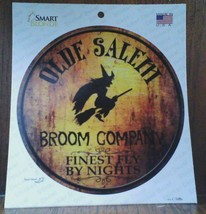 SMART
OLDE SALEM
BROOM COMPANY
FINEST FLY
BY NIGHTS